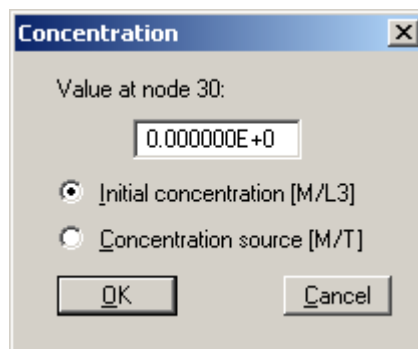 Concentration
Value at node 30:
0.000000E+0
Initial concentration [M/L3]
Concentration source [M/T]
OK
Cancel